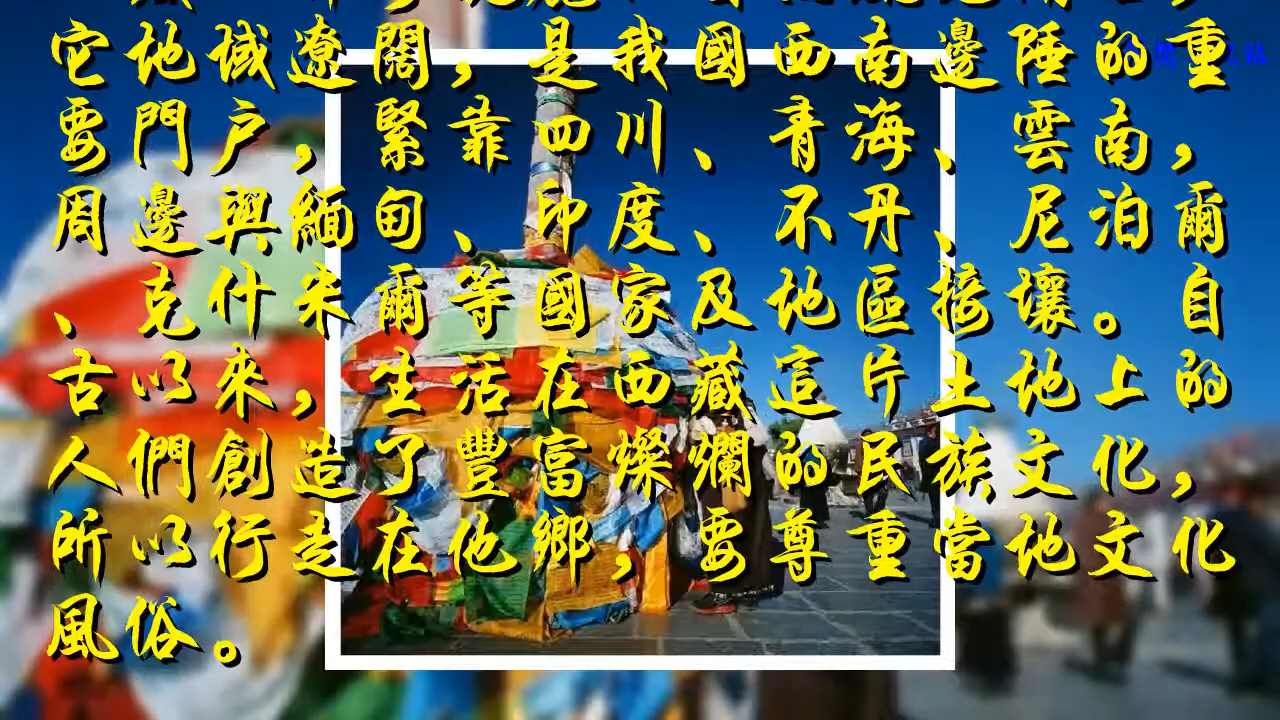 它地域遼闊，是我國西南邊陲的重
要門户，緊靠四川、青海、雲南，
周邊與緬甸、印度、不丹、尼泊爾
、克什米爾等國家及地區接壤。自
古以來，生活在西藏這片土地上的
人們創造了豐富燦爛的民族文化，
所以行走在他鄉，要尊重當地文化
風俗。